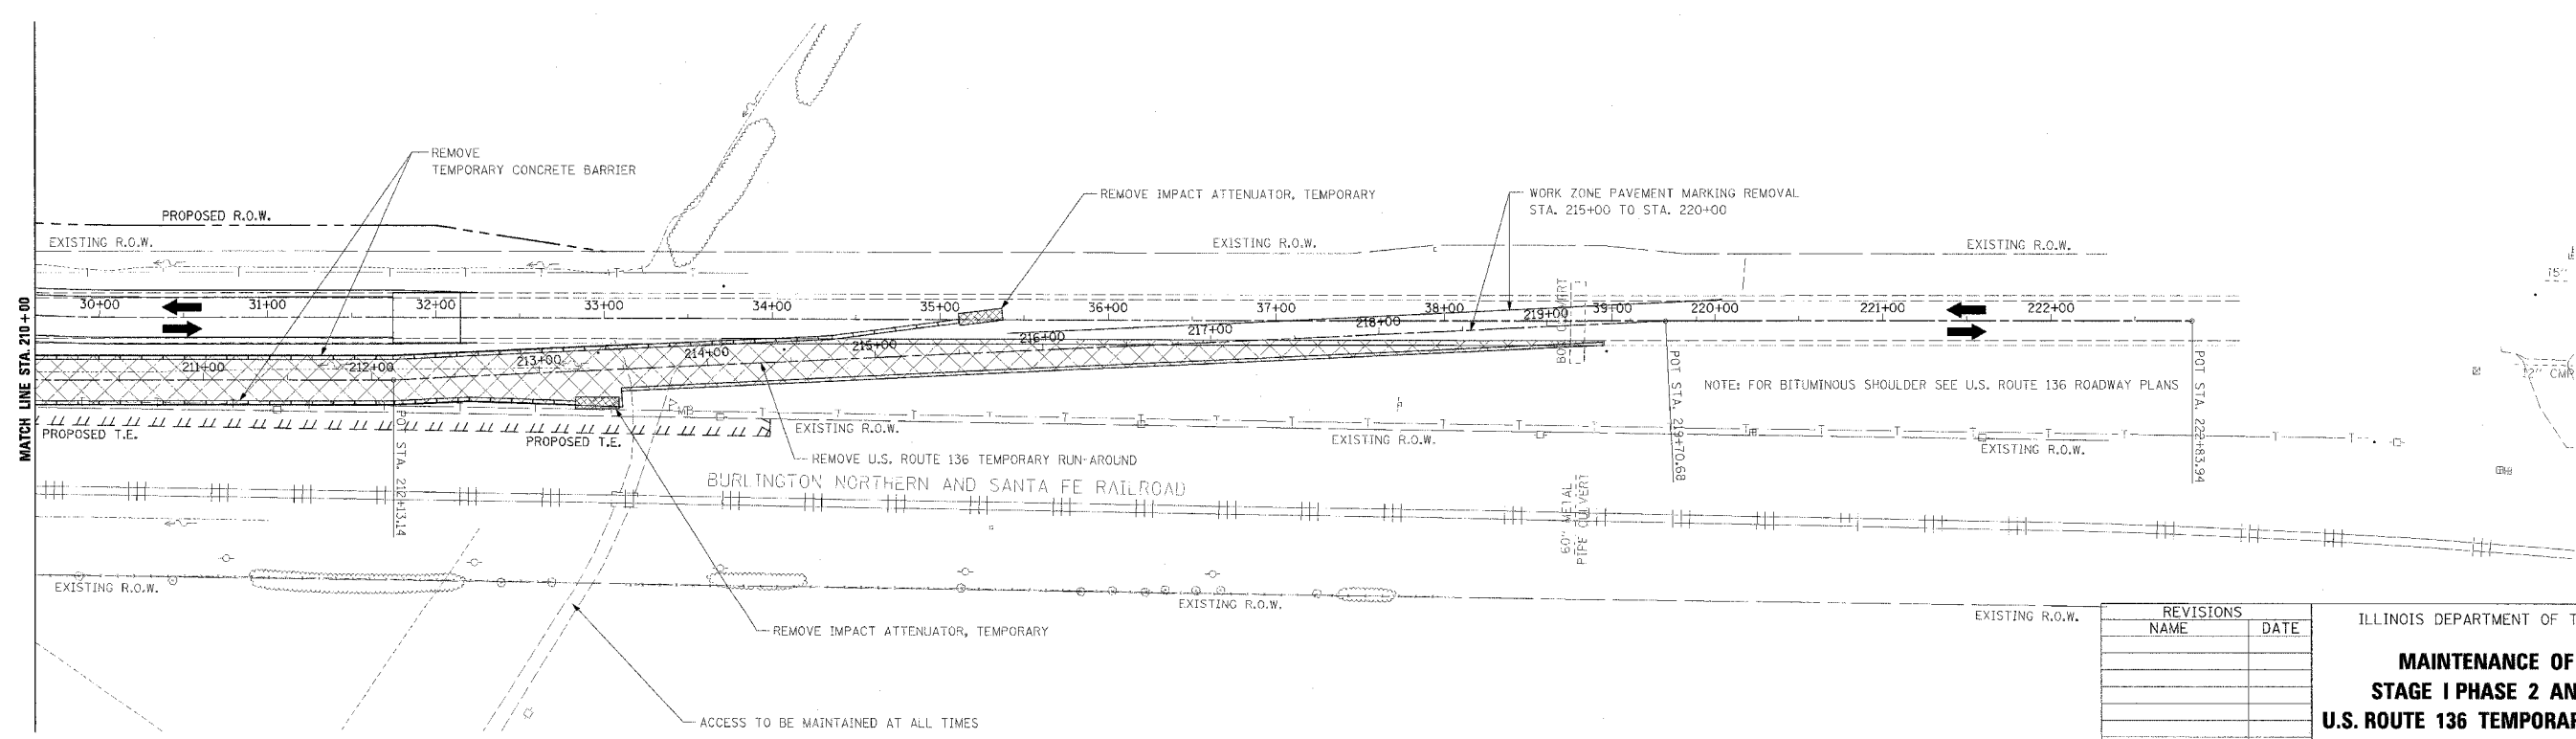 REMOVE
TEMPORARY CONCRETE BARRIER
REMOVE IMPACT ATTENUATOR, TEMPORARY
WORK ZONE PAVEMENT MARKING REMOVAL
STA. 215+00 TO STA. 220+00
PROPOSED R.O.W.
EXISTING R.O.W.
EXISTING R.O.W.
EXISTING R.O.W.
15"
MATCH LINE STA. 210+00
30+00
31+00
32+00
33+00
34+00
35+00
36+00
37+00
38+00
39+00
211+00
212+00
213+00
214+00
215+00
216+00
217+00
218+00
219+00
220+00
221+00
222+00
BOX CULVERT
POT STA. 212+13.14
POT STA. 219+70.68
POT STA. 222+83.94
NOTE: FOR BITUMINOUS SHOULDER SEE U.S. ROUTE 136 ROADWAY PLANS
12" CMP
MB
PROPOSED T.E.
PROPOSED T.E.
EXISTING R.O.W.
EXISTING R.O.W.
EXISTING R.O.W.
REMOVE U.S. ROUTE 136 TEMPORARY RUN-AROUND
BURLINGTON NORTHERN AND SANTA FE RAILROAD
60" METAL
PIPE CULVERT
EXISTING R.O.W.
EXISTING R.O.W.
EXISTING R.O.W.
REMOVE IMPACT ATTENUATOR, TEMPORARY
ACCESS TO BE MAINTAINED AT ALL TIMES
REVISIONS
NAME DATE
ILLINOIS DEPARTMENT OF T
MAINTENANCE OF
STAGE I PHASE 2 AN
U.S. ROUTE 136 TEMPORAR